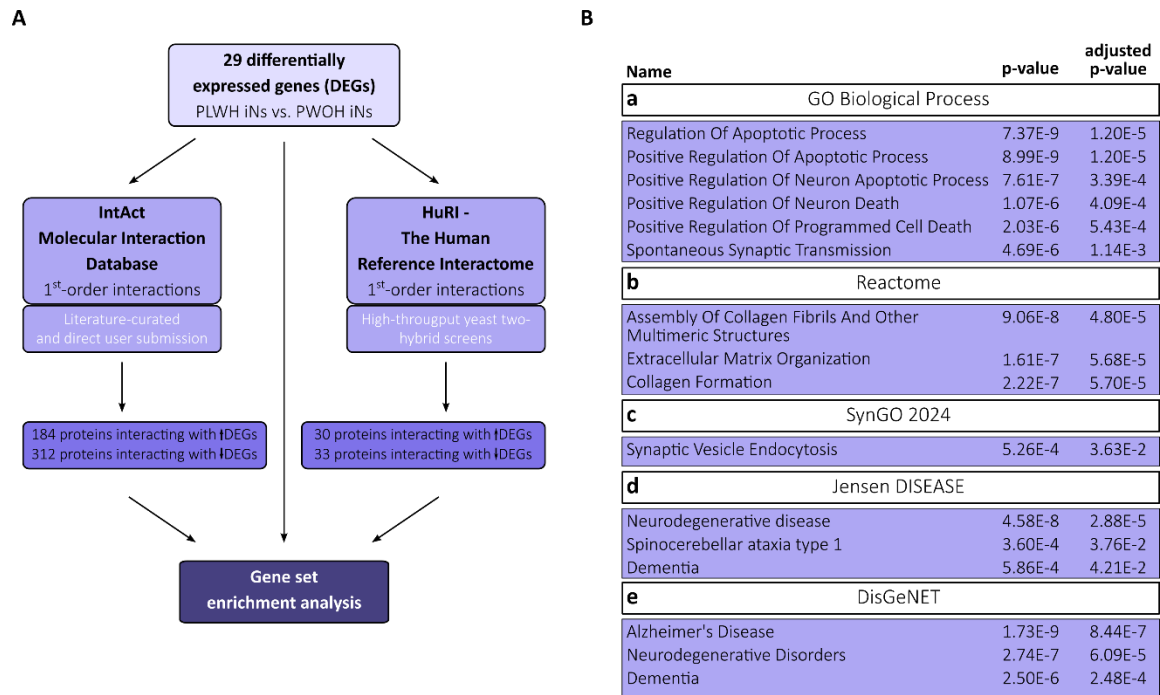 A
29 differentially
expressed genes (DEGs)
PLWH iNs vs. PWOH iNs
IntAct
Molecular Interaction
Database
1st-order interactions
Literature-curated
and direct user submission
HuRI -
The Human
Reference Interactome
1st-order interactions
High-througput yeast two-
hybrid screens
184 proteins interacting with ⬆DEGs
312 proteins interacting with ⬇DEGs
30 proteins interacting with ⬆DEGs
33 proteins interacting with ⬇DEGs
Gene set
enrichment analysis
B
Name p-value adjusted p-value
a GO Biological Process
Regulation Of Apoptotic Process 7.37E-9 1.20E-5
Positive Regulation Of Apoptotic Process 8.99E-9 1.20E-5
Positive Regulation Of Neuron Apoptotic Process 7.61E-7 3.39E-4
Positive Regulation Of Neuron Death 1.07E-6 4.09E-4
Positive Regulation Of Programmed Cell Death 2.03E-6 5.43E-4
Spontaneous Synaptic Transmission 4.69E-6 1.14E-3
b Reactome
Assembly Of Collagen Fibrils And Other 9.06E-8 4.80E-5
Multimeric Structures
Extracellular Matrix Organization 1.61E-7 5.68E-5
Collagen Formation 2.22E-7 5.70E-5
c SynGO 2024
Synaptic Vesicle Endocytosis 5.26E-4 3.63E-2
d Jensen DISEASE
Neurodegenerative disease 4.58E-8 2.88E-5
Spinocerebellar ataxia type 1 3.60E-4 3.76E-2
Dementia 5.86E-4 4.21E-2
e DisGeNET
Alzheimer's Disease 1.73E-9 8.44E-7
Neurodegenerative Disorders 2.74E-7 6.09E-5
Dementia 2.50E-6 2.48E-4